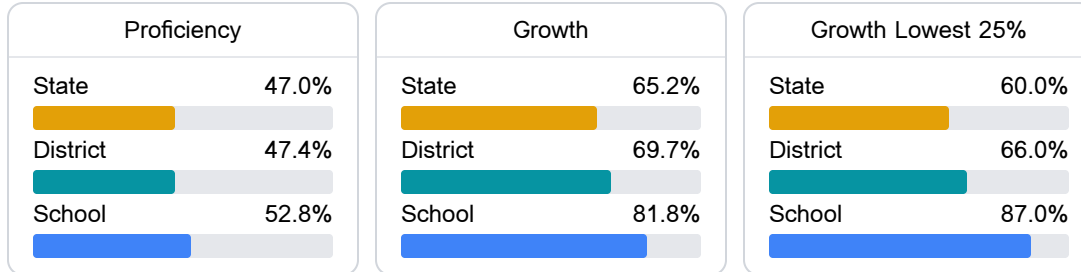 Proficiency
State 47.0%
District 47.4%
School 52.8%
Growth
State 65.2%
District 69.7%
School 81.8%
Growth Lowest 25%
State 60.0%
District 66.0%
School 87.0%